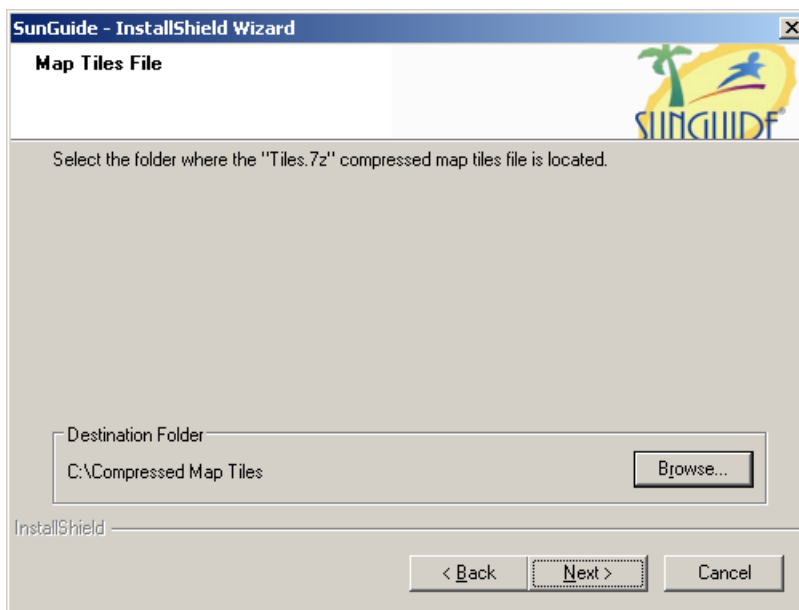 SunGuide - InstallShield Wizard
Map Tiles File
SUNGUIDE®
Select the folder where the "Tiles.7z" compressed map tiles file is located.
Destination Folder
C:\Compressed Map Tiles
Browse...
InstallShield
< Back
Next >
Cancel